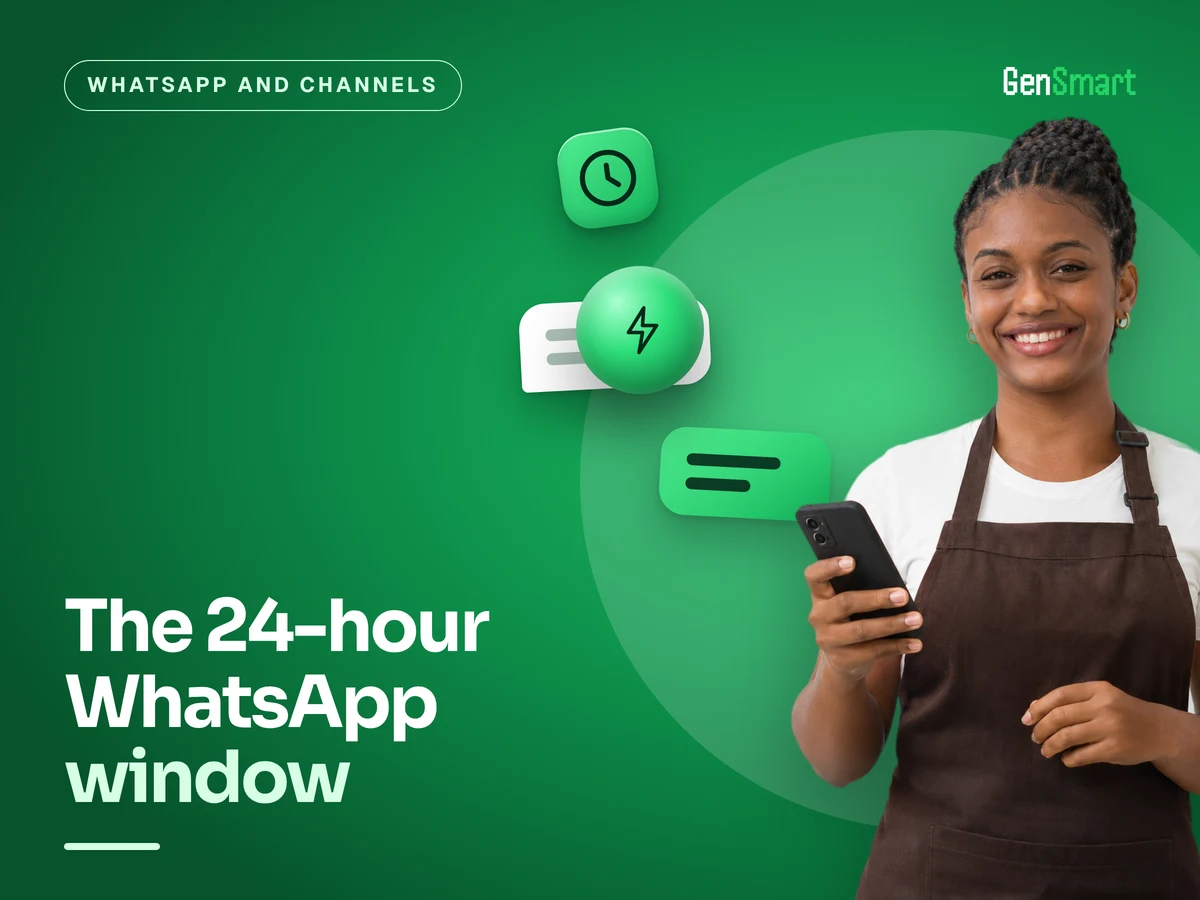 WHATSAPP AND CHANNELS
GenSmart
The 24-hour
WhatsApp
window